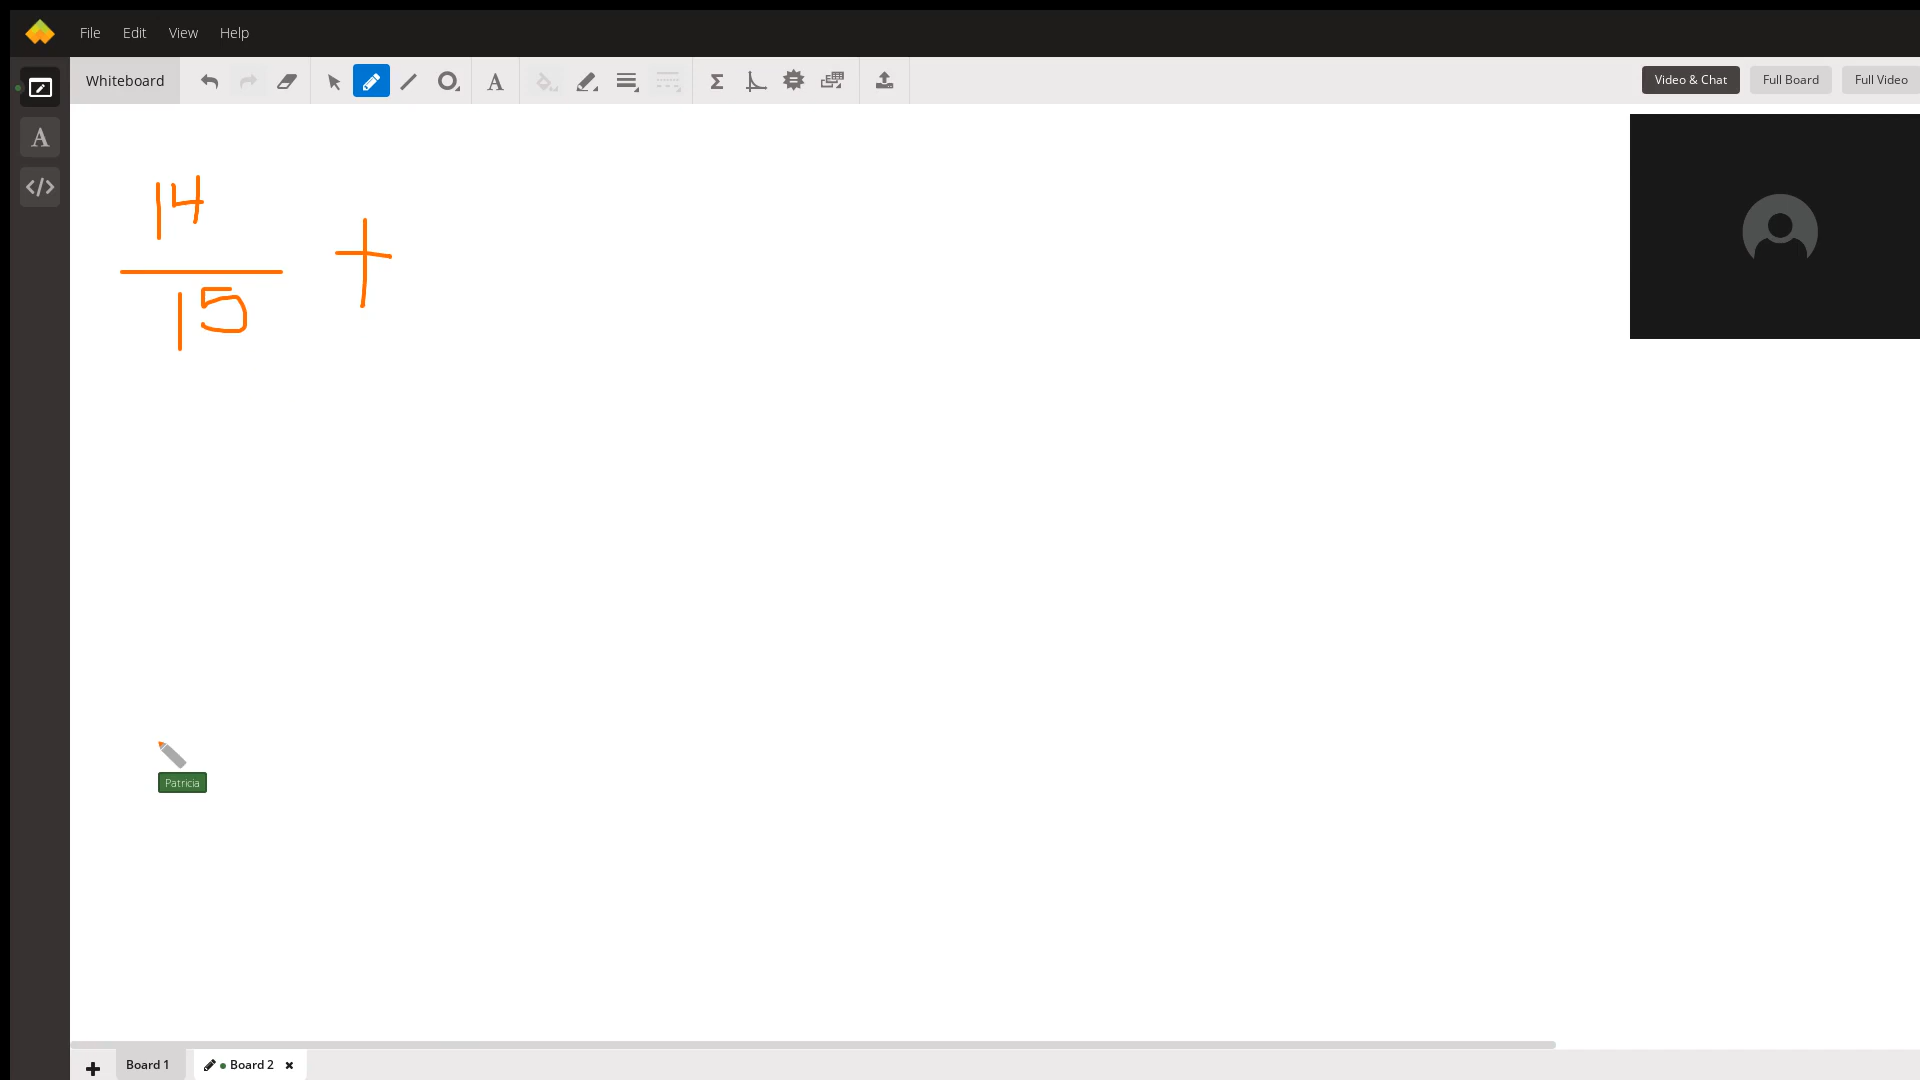 File Edit View Help
Whiteboard A Σ Video & Chat Full Board Full Video
A
</>
14
+
15
Patricia
+ Board 1 Board 2 ×